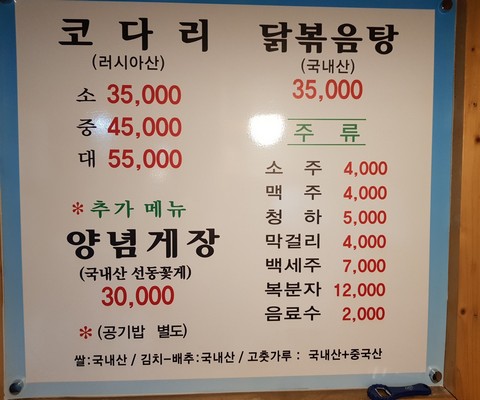 코다리
(러시아산)
소 35,000
중 45,000
대 55,000
*추가 메뉴
양념게장
(국내산 선동꽃게)
30,000
*(공기밥 별도)
닭볶음탕
(국내산)
35,000
주 류
소 주 4,000
맥 주 4,000
청 하 5,000
막걸리 4,000
백세주 7,000
복분자 12,000
음료수 2,000
쌀:국내산 / 김치-배추:국내산 / 고춧가루 : 국내산+중국산